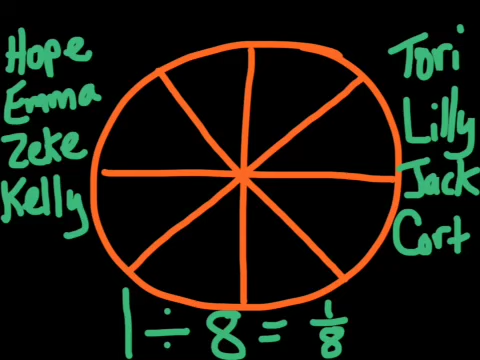 Hope
Emma
Zeke
Kelly
Tori
Lilly
Jack
Cort
1 ÷ 8 = 1/8